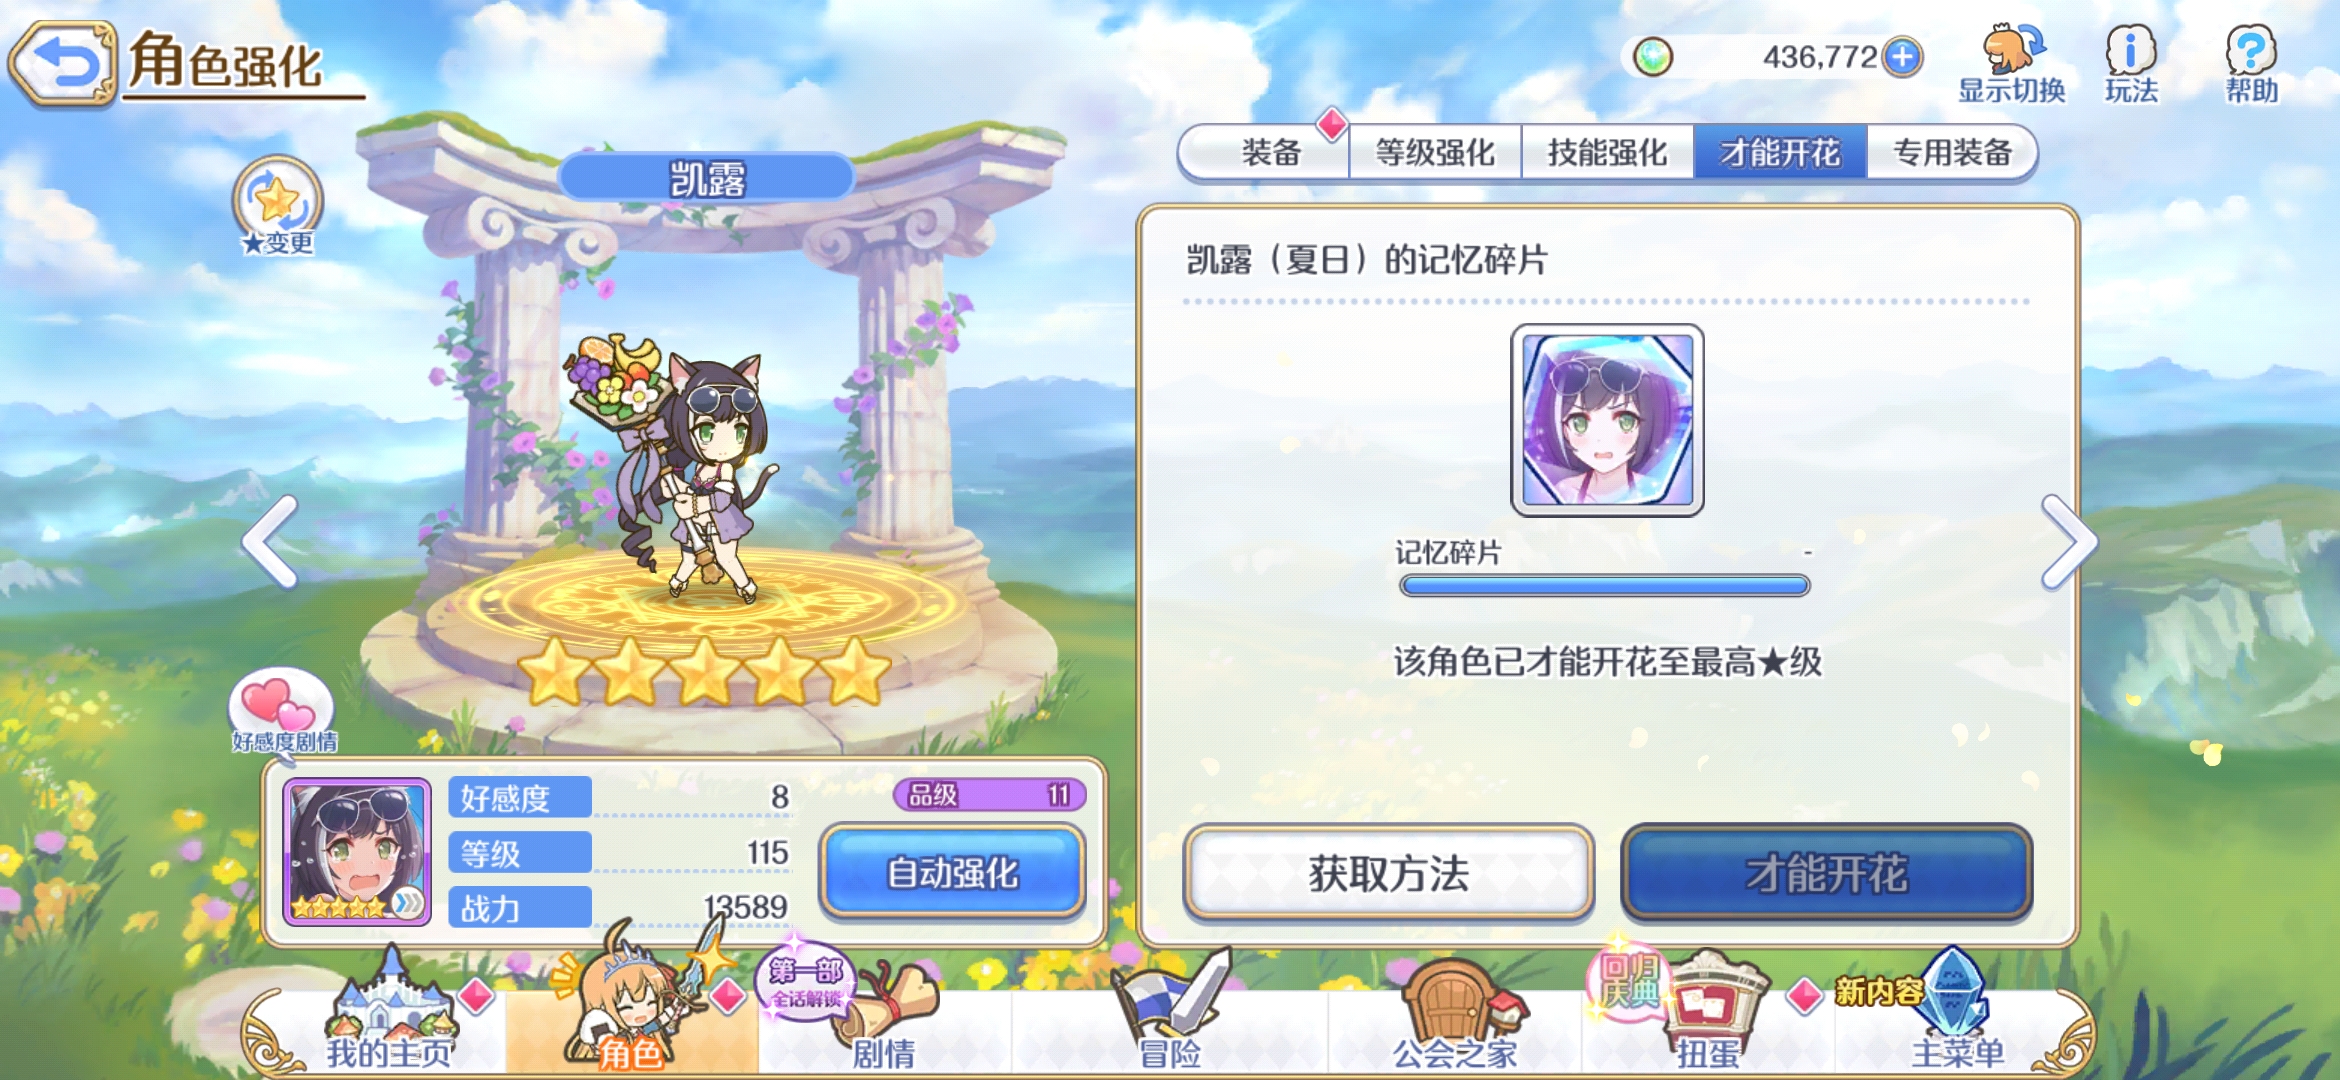 角色强化
436,772
显示切换
玩法
帮助
★变更
凯露
装备
等级强化
技能强化
才能开花
专用装备
凯露（夏日）的记忆碎片
记忆碎片
-
该角色已才能开花至最高★级
好感度剧情
好感度
8
品级
11
等级
115
自动强化
战力
13589
获取方法
才能开花
我的主页
角色
第一部
全话解锁
剧情
冒险
公会之家
回归
庆典
扭蛋
新内容
主菜单